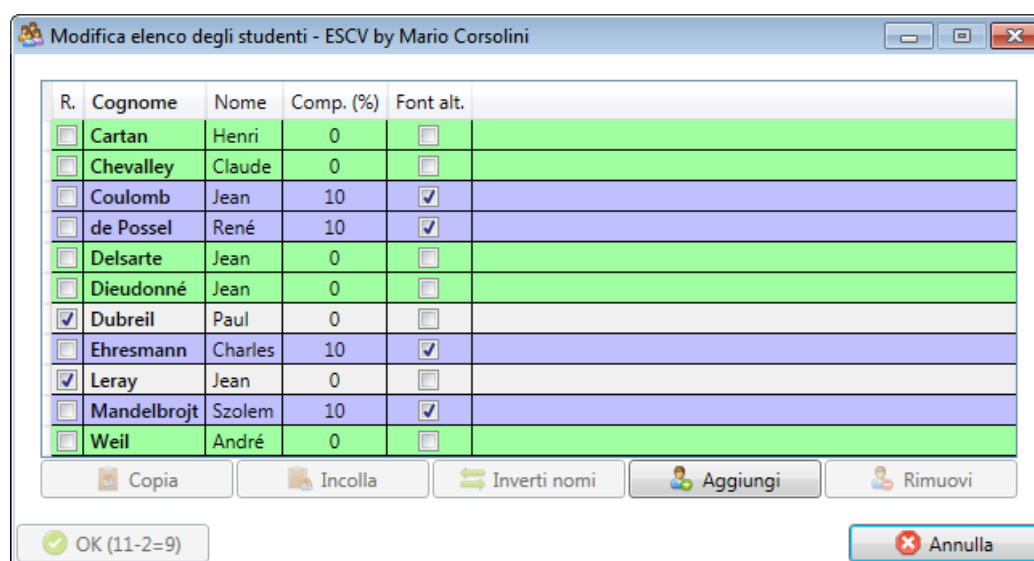 Modifica elenco degli studenti - ESCV by Mario Corsolini
R. Cognome Nome Comp. (%) Font alt.
Cartan Henri 0
Chevalley Claude 0
Coulomb Jean 10
de Possel René 10
Delsarte Jean 0
Dieudonné Jean 0
Dubreil Paul 0
Ehresmann Charles 10
Leray Jean 0
Mandelbrojt Szolem 10
Weil André 0
Copia Incolla Inverti nomi Aggiungi Rimuovi
OK (11-2=9) Annulla